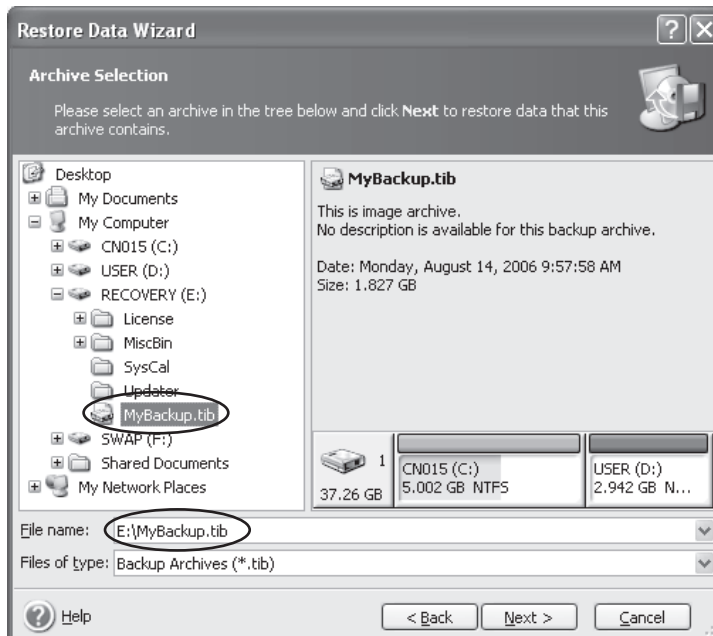 Restore Data Wizard
Archive Selection
Please select an archive in the tree below and click Next to restore data that this
archive contains.
Desktop
My Documents
My Computer
CN015 (C:)
USER (D:)
RECOVERY (E:)
License
MiscBin
SysCal
Updater
MyBackup.tib
SWAP (F:)
Shared Documents
My Network Places
MyBackup.tib
This is image archive.
No description is available for this backup archive.
Date: Monday, August 14, 2006 9:57:58 AM
Size: 1.827 GB
1
37.26 GB
CN015 (C:)
5.002 GB NTFS
USER (D:)
2.942 GB N...
File name: E:\MyBackup.tib
Files of type: Backup Archives (*.tib)
Help
< Back
Next >
Cancel